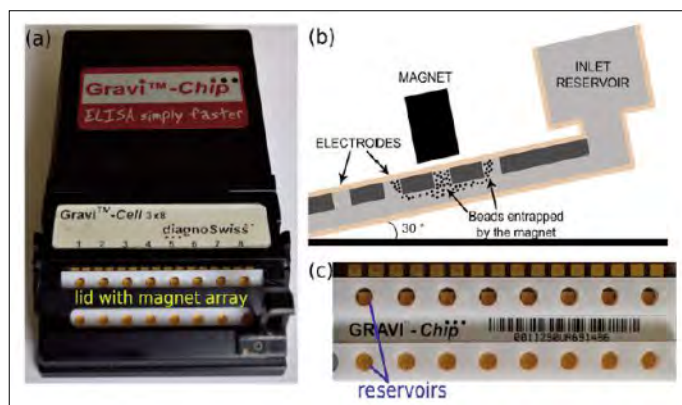 (a)
Gravi™-Chip
ELISA simply faster
Gravi™-Cell 3x8
diagnoSwiss
1 2 3 4 5 6 7 8
lid with magnet array
(b)
MAGNET
INLET
RESERVOIR
ELECTRODES
Beads entrapped
by the magnet
30 °
(c)
GRAVI™-Chip
reservoirs